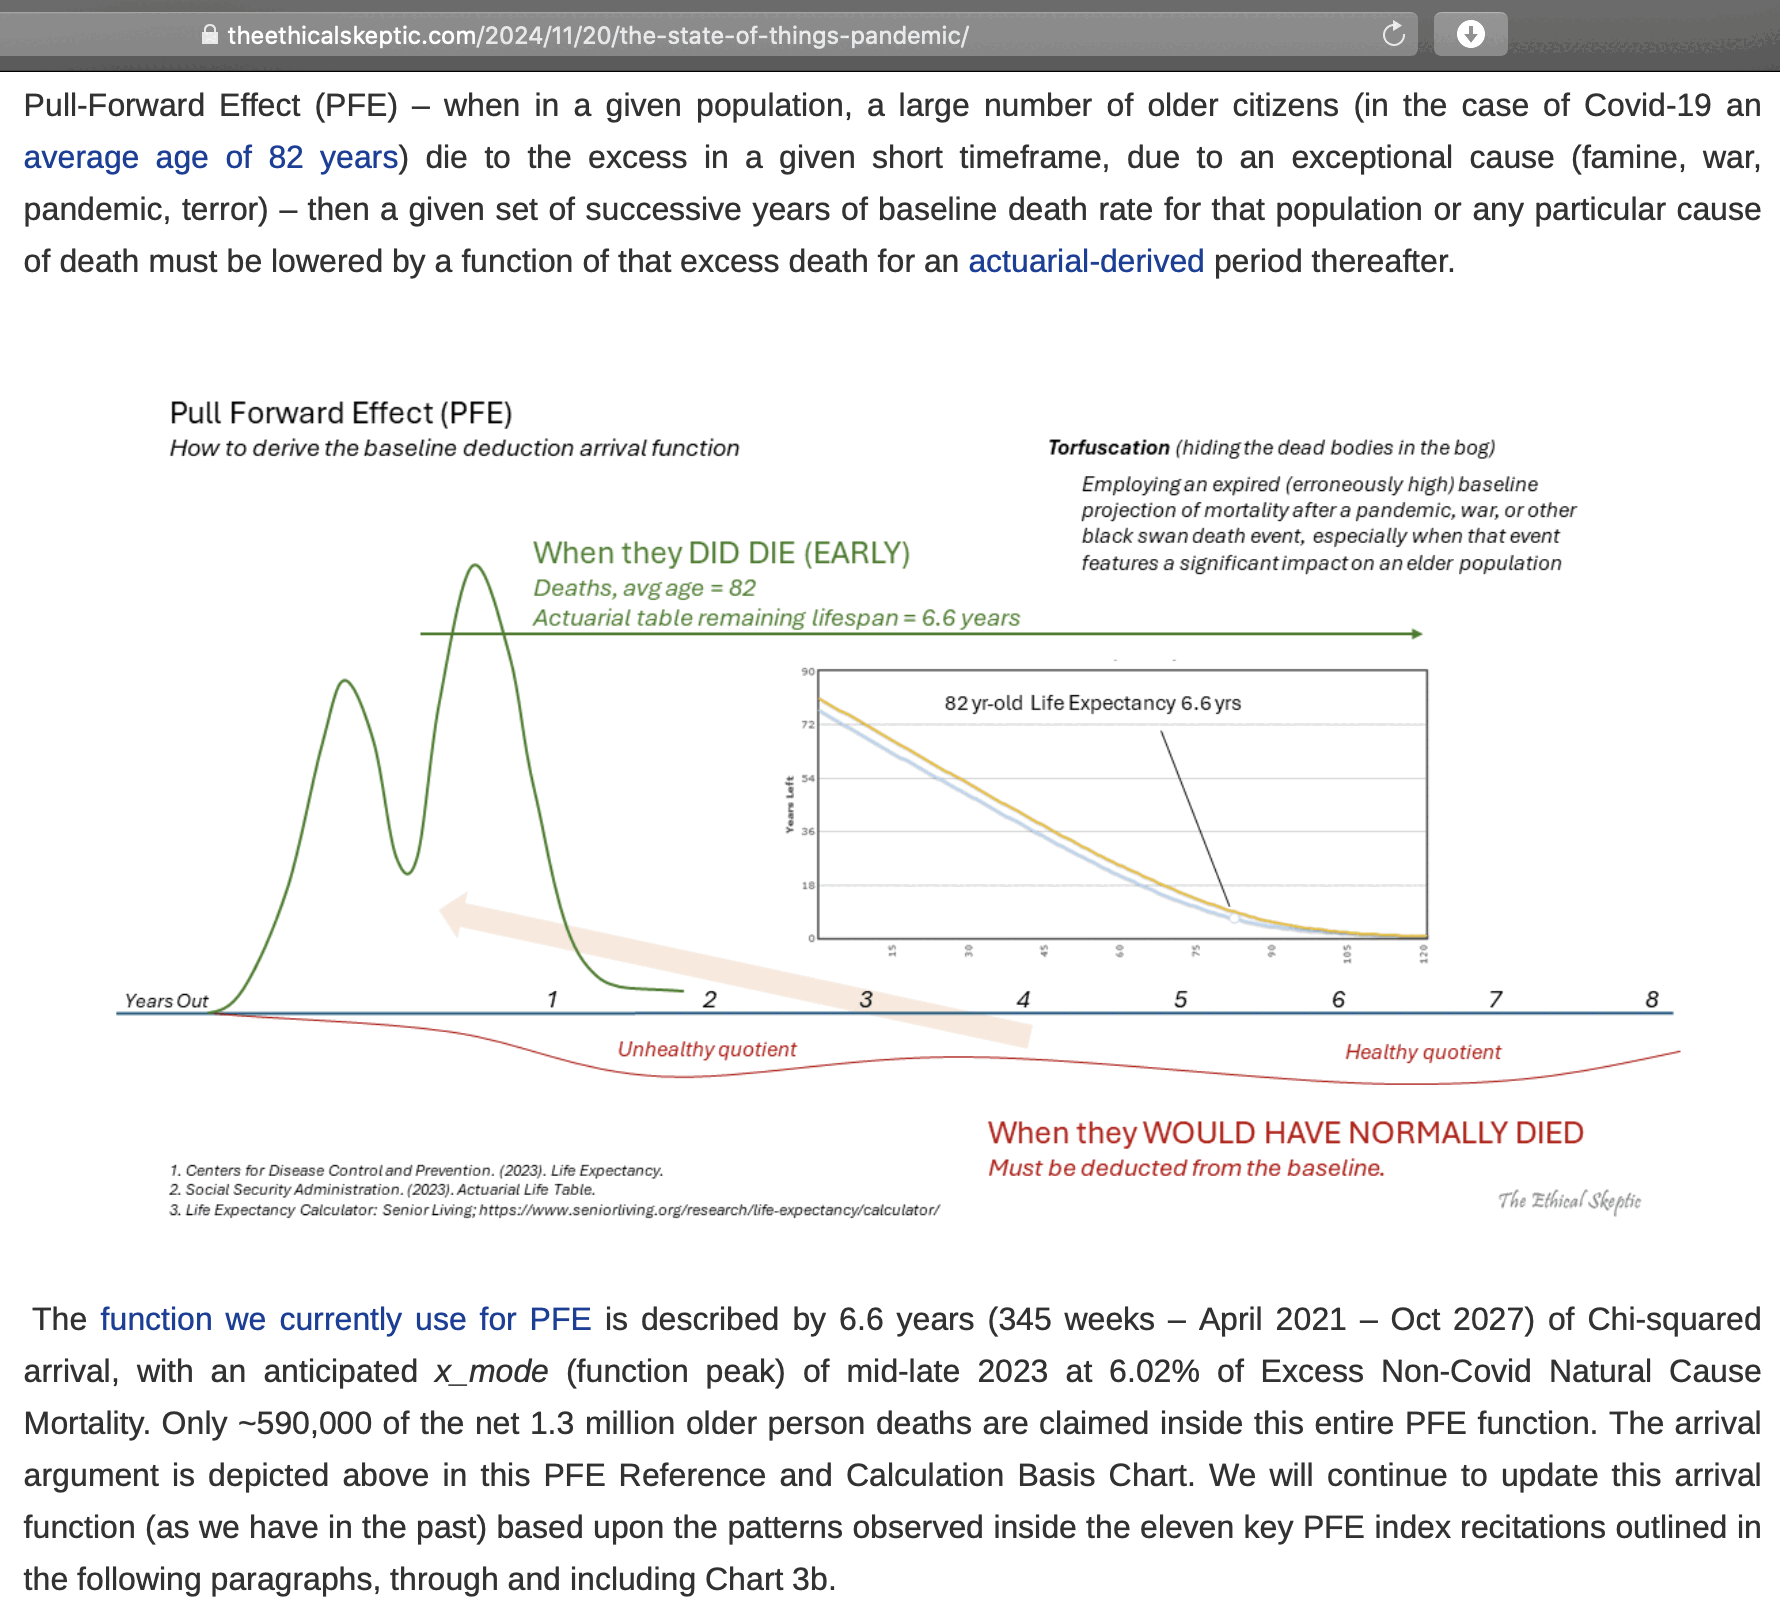 theethicalskeptic.com/2024/11/20/the-state-of-things-pandemic/
Pull-Forward Effect (PFE) – when in a given population, a large number of older citizens (in the case of Covid-19 an
average age of 82 years) die to the excess in a given short timeframe, due to an exceptional cause (famine, war,
pandemic, terror) – then a given set of successive years of baseline death rate for that population or any particular cause
of death must be lowered by a function of that excess death for an actuarial-derived period thereafter.
Pull Forward Effect (PFE)
How to derive the baseline deduction arrival function
Torfuscation (hiding the dead bodies in the bog)
Employing an expired (erroneously high) baseline
projection of mortality after a pandemic, war, or other
black swan death event, especially when that event
features a significant impact on an elder population
When they DID DIE (EARLY)
Deaths, avg age = 82
Actuarial table remaining lifespan = 6.6 years
82 yr-old Life Expectancy 6.6 yrs
Years Left
90
72
54
36
18
0
15 30 45 60 75 90 105 120
Years Out 1 2 3 4 5 6 7 8
Unhealthy quotient
Healthy quotient
When they WOULD HAVE NORMALLY DIED
Must be deducted from the baseline.
1. Centers for Disease Control and Prevention. (2023). Life Expectancy.
2. Social Security Administration. (2023). Actuarial Life Table.
3. Life Expectancy Calculator: Senior Living; https://www.seniorliving.org/research/life-expectancy/calculator/
The Ethical Skeptic
The function we currently use for PFE is described by 6.6 years (345 weeks – April 2021 – Oct 2027) of Chi-squared
arrival, with an anticipated x_mode (function peak) of mid-late 2023 at 6.02% of Excess Non-Covid Natural Cause
Mortality. Only ~590,000 of the net 1.3 million older person deaths are claimed inside this entire PFE function. The arrival
argument is depicted above in this PFE Reference and Calculation Basis Chart. We will continue to update this arrival
function (as we have in the past) based upon the patterns observed inside the eleven key PFE index recitations outlined in
the following paragraphs, through and including Chart 3b.